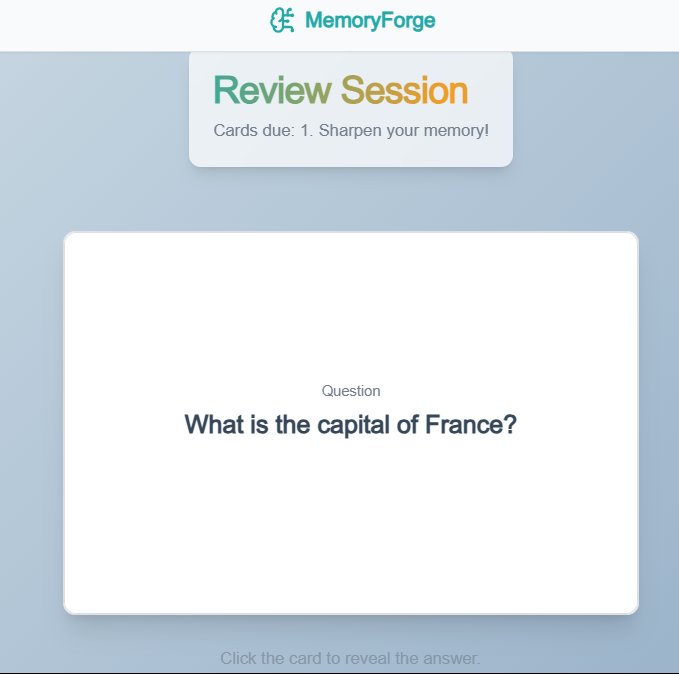 MemoryForge
Review Session
Cards due: 1. Sharpen your memory!
Question
What is the capital of France?
Click the card to reveal the answer.